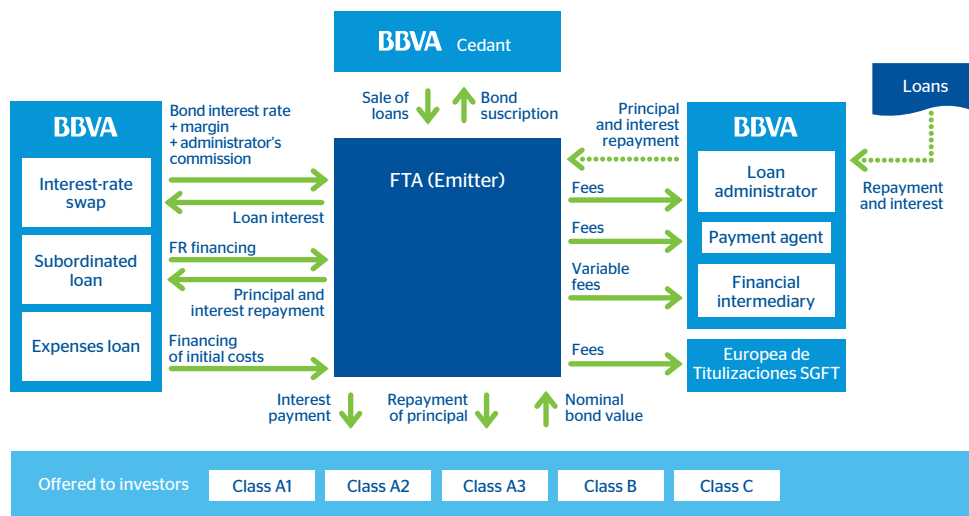 BBVA Cedant
Sale of
loans
Bond
suscription
BBVA
Interest-rate
swap
Subordinated
loan
Expenses loan
Bond interest rate
+ margin
+ administrator's
commission
Loan interest
FR financing
Principal and
interest repayment
Financing
of initial costs
FTA (Emitter)
Principal
and interest
repayment
Fees
Fees
Variable
fees
Fees
BBVA
Loan
administrator
Payment agent
Financial
intermediary
Europea de
Titulizaciones SGFT
Loans
Repayment
and interest
Interest
payment
Repayment
of principal
Nominal
bond value
Offered to investors
Class A1
Class A2
Class A3
Class B
Class C